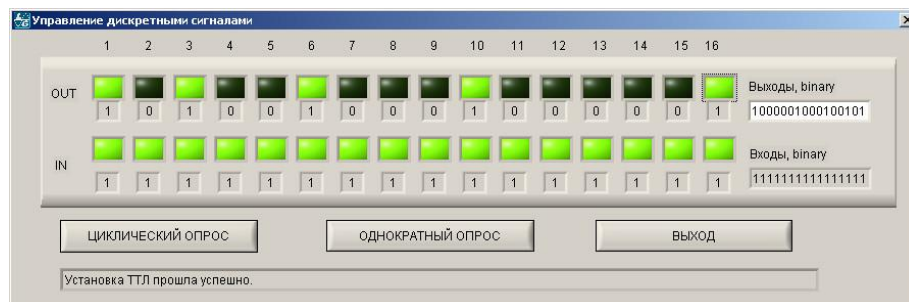 Управление дискретными сигналами
1 2 3 4 5 6 7 8 9 10 11 12 13 14 15 16
OUT
Выходы, binary
1 0 1 0 0 1 0 0 0 1 0 0 0 0 0 1
1000001000100101
IN
Входы, binary
1 1 1 1 1 1 1 1 1 1 1 1 1 1 1 1
1111111111111111
ЦИКЛИЧЕСКИЙ ОПРОС ОДНОКРАТНЫЙ ОПРОС ВЫХОД
Установка ТТЛ прошла успешно.